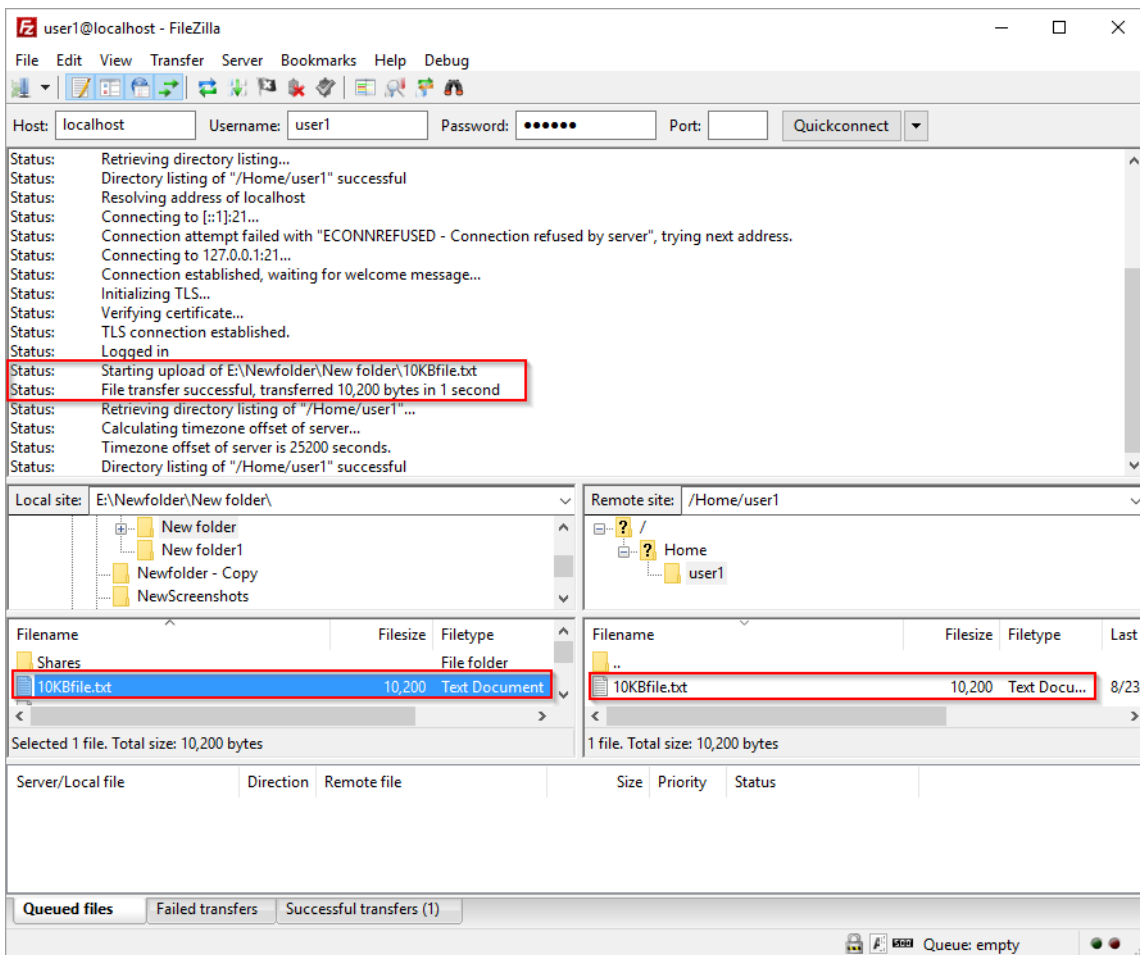 user1@localhost - FileZilla
File Edit View Transfer Server Bookmarks Help Debug
Host: localhost Username: user1 Password: ●●●●●● Port: Quickconnect
Status: Retrieving directory listing...
Status: Directory listing of "/Home/user1" successful
Status: Resolving address of localhost
Status: Connecting to [::1]:21...
Status: Connection attempt failed with "ECONNREFUSED - Connection refused by server", trying next address.
Status: Connecting to 127.0.0.1:21...
Status: Connection established, waiting for welcome message...
Status: Initializing TLS...
Status: Verifying certificate...
Status: TLS connection established.
Status: Logged in
Status: Starting upload of E:\Newfolder\New folder\10KBfile.txt
Status: File transfer successful, transferred 10,200 bytes in 1 second
Status: Retrieving directory listing of "/Home/user1"...
Status: Calculating timezone offset of server...
Status: Timezone offset of server is 25200 seconds.
Status: Directory listing of "/Home/user1" successful
Local site: E:\Newfolder\New folder\
New folder
New folder1
Newfolder - Copy
NewScreenshots
Remote site: /Home/user1
? /
? Home
user1
Filename Filesize Filetype
Shares File folder
10KBfile.txt 10,200 Text Document
Selected 1 file. Total size: 10,200 bytes
Filename Filesize Filetype Last
..
10KBfile.txt 10,200 Text Docu... 8/23
1 file. Total size: 10,200 bytes
Server/Local file Direction Remote file Size Priority Status
Queued files Failed transfers Successful transfers (1)
Queue: empty